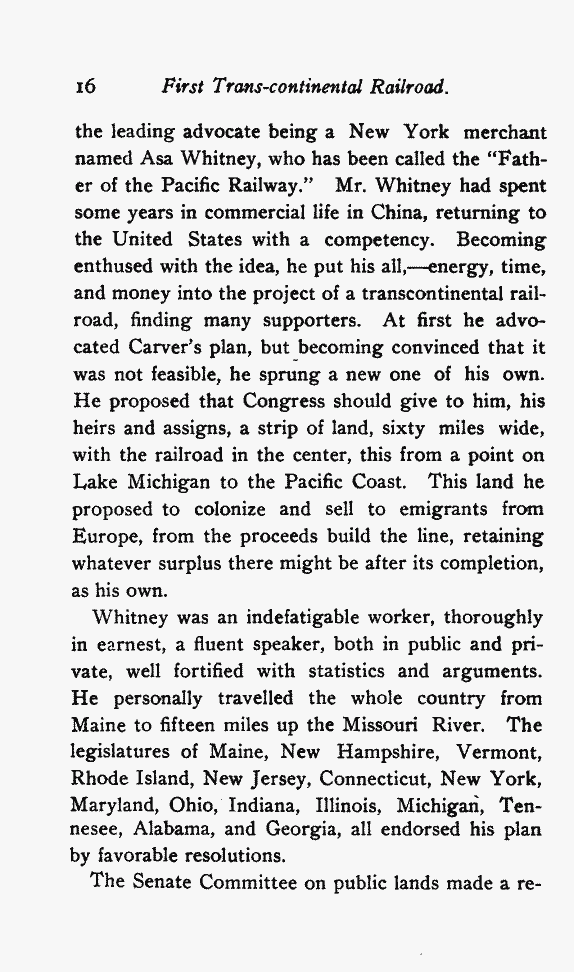 16 First Trans-continental Railroad.
the leading advocate being a New York merchant
named Asa Whitney, who has been called the "Fath-
er of the Pacific Railway." Mr. Whitney had spent
some years in commercial life in China, returning to
the United States with a competency. Becoming
enthused with the idea, he put his all,—energy, time,
and money into the project of a transcontinental rail-
road, finding many supporters. At first he advo-
cated Carver's plan, but becoming convinced that it
was not feasible, he sprung a new one of his own.
He proposed that Congress should give to him, his
heirs and assigns, a strip of land, sixty miles wide,
with the railroad in the center, this from a point on
Lake Michigan to the Pacific Coast. This land he
proposed to colonize and sell to emigrants from
Europe, from the proceeds build the line, retaining
whatever surplus there might be after its completion,
as his own.
Whitney was an indefatigable worker, thoroughly
in earnest, a fluent speaker, both in public and pri-
vate, well fortified with statistics and arguments.
He personally travelled the whole country from
Maine to fifteen miles up the Missouri River. The
legislatures of Maine, New Hampshire, Vermont,
Rhode Island, New Jersey, Connecticut, New York,
Maryland, Ohio, Indiana, Illinois, Michigan, Ten-
nesee, Alabama, and Georgia, all endorsed his plan
by favorable resolutions.
The Senate Committee on public lands made a re-